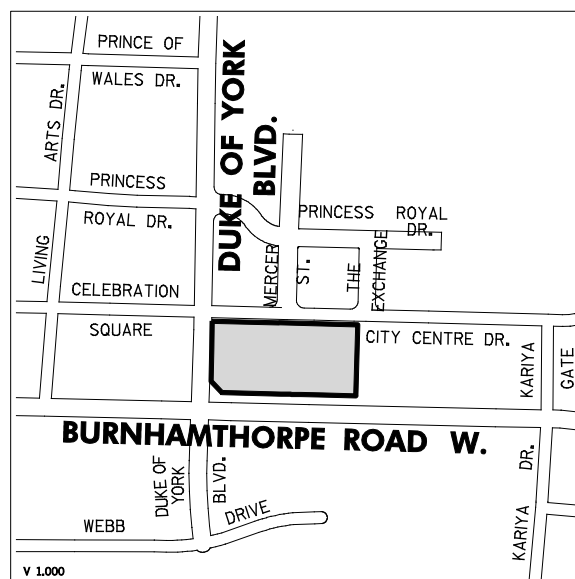 PRINCE OF
WALES DR.
ARTS DR.
LIVING
DUKE OF YORK
BLVD.
PRINCESS
ROYAL DR.
PRINCESS ROYAL
DR.
MERCER
ST.
THE
EXCHANGE
CELEBRATION
SQUARE
CITY CENTRE DR.
KARIYA
GATE
BURNHAMTHORPE ROAD W.
DUKE OF
YORK
BLVD.
KARIYA
DR.
WEBB
DRIVE
V 1.000